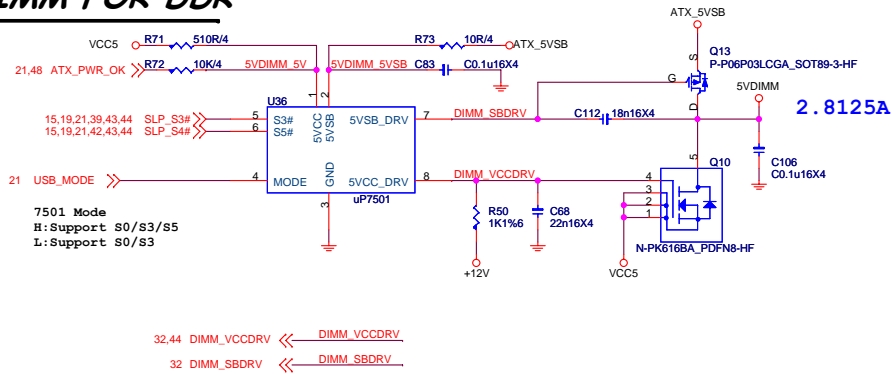 DIMM FOR DDR
ATX_5VSB
VCC5 R71 510R/4 R73 10R/4 ATX_5VSB
Q13
P-P06P03LCGA_SOT89-3-HF
21,48 ATX_PWR_OK R72 10K/4 5VDIMM_5V 5VDIMM_5VSB C83 C0.1u16X4
S
G
D
5VDIMM
2.8125A
U36
1 2
15,19,21,39,43,44 SLP_S3# 5 S3# 5VCC 5VSB 5VSB_DRV 7 DIMM_SBDRV C112 18n16X4
15,19,21,42,43,44 SLP_S4# 6 S5#
C106
C0.1u16X4
5 Q10
21 USB_MODE 4 MODE GND 5VCC_DRV 8 DIMM_VCCDRV 4
3
2
1
3 uP7501
7501 Mode
H:Support S0/S3/S5
L:Support S0/S3
R50
1K1%6
C68
22n16X4
N-PK616BA_PDFN8-HF
+12V VCC5
32,44 DIMM_VCCDRV DIMM_VCCDRV
32 DIMM_SBDRV DIMM_SBDRV